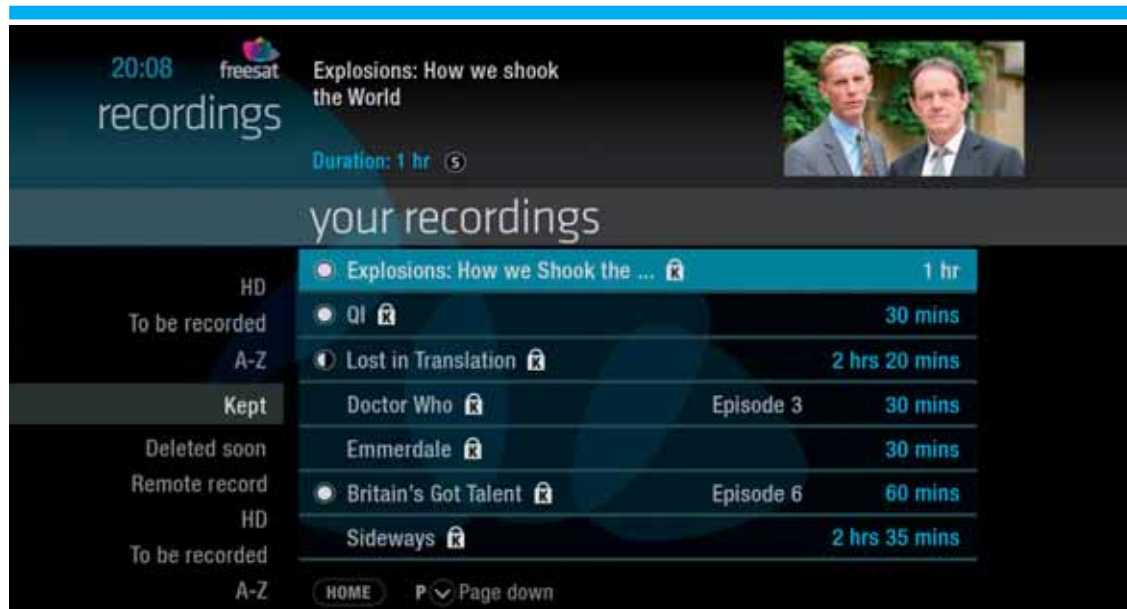 20:08 freesat
recordings
Explosions: How we shook
the World
Duration: 1 hr S
your recordings
HD
To be recorded
A-Z
Kept
Deleted soon
Remote record
HD
To be recorded
A-Z
Explosions: How we Shook the ... K 1 hr
QI K 30 mins
Lost in Translation K 2 hrs 20 mins
Doctor Who K Episode 3 30 mins
Emmerdale K 30 mins
Britain's Got Talent K Episode 6 60 mins
Sideways K 2 hrs 35 mins
HOME P Page down